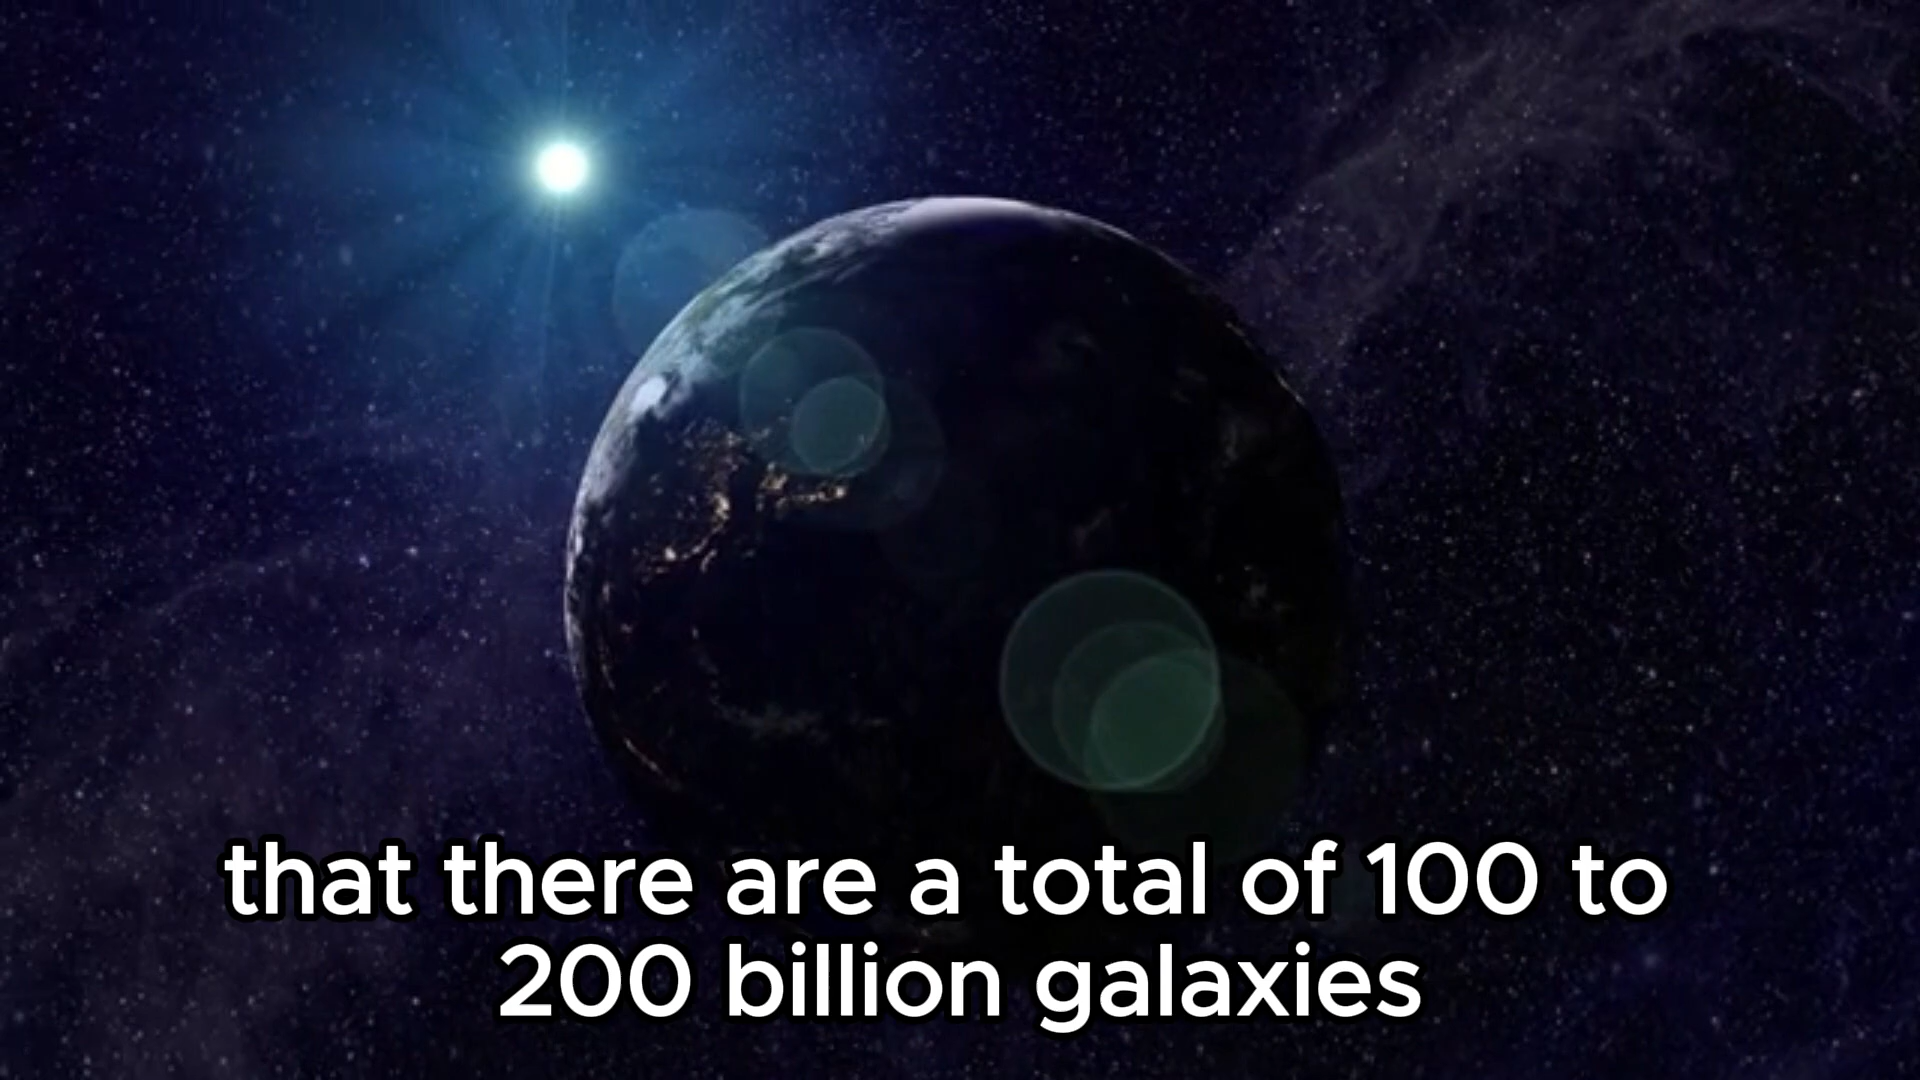 that there are a total of 100 to
200 billion galaxies